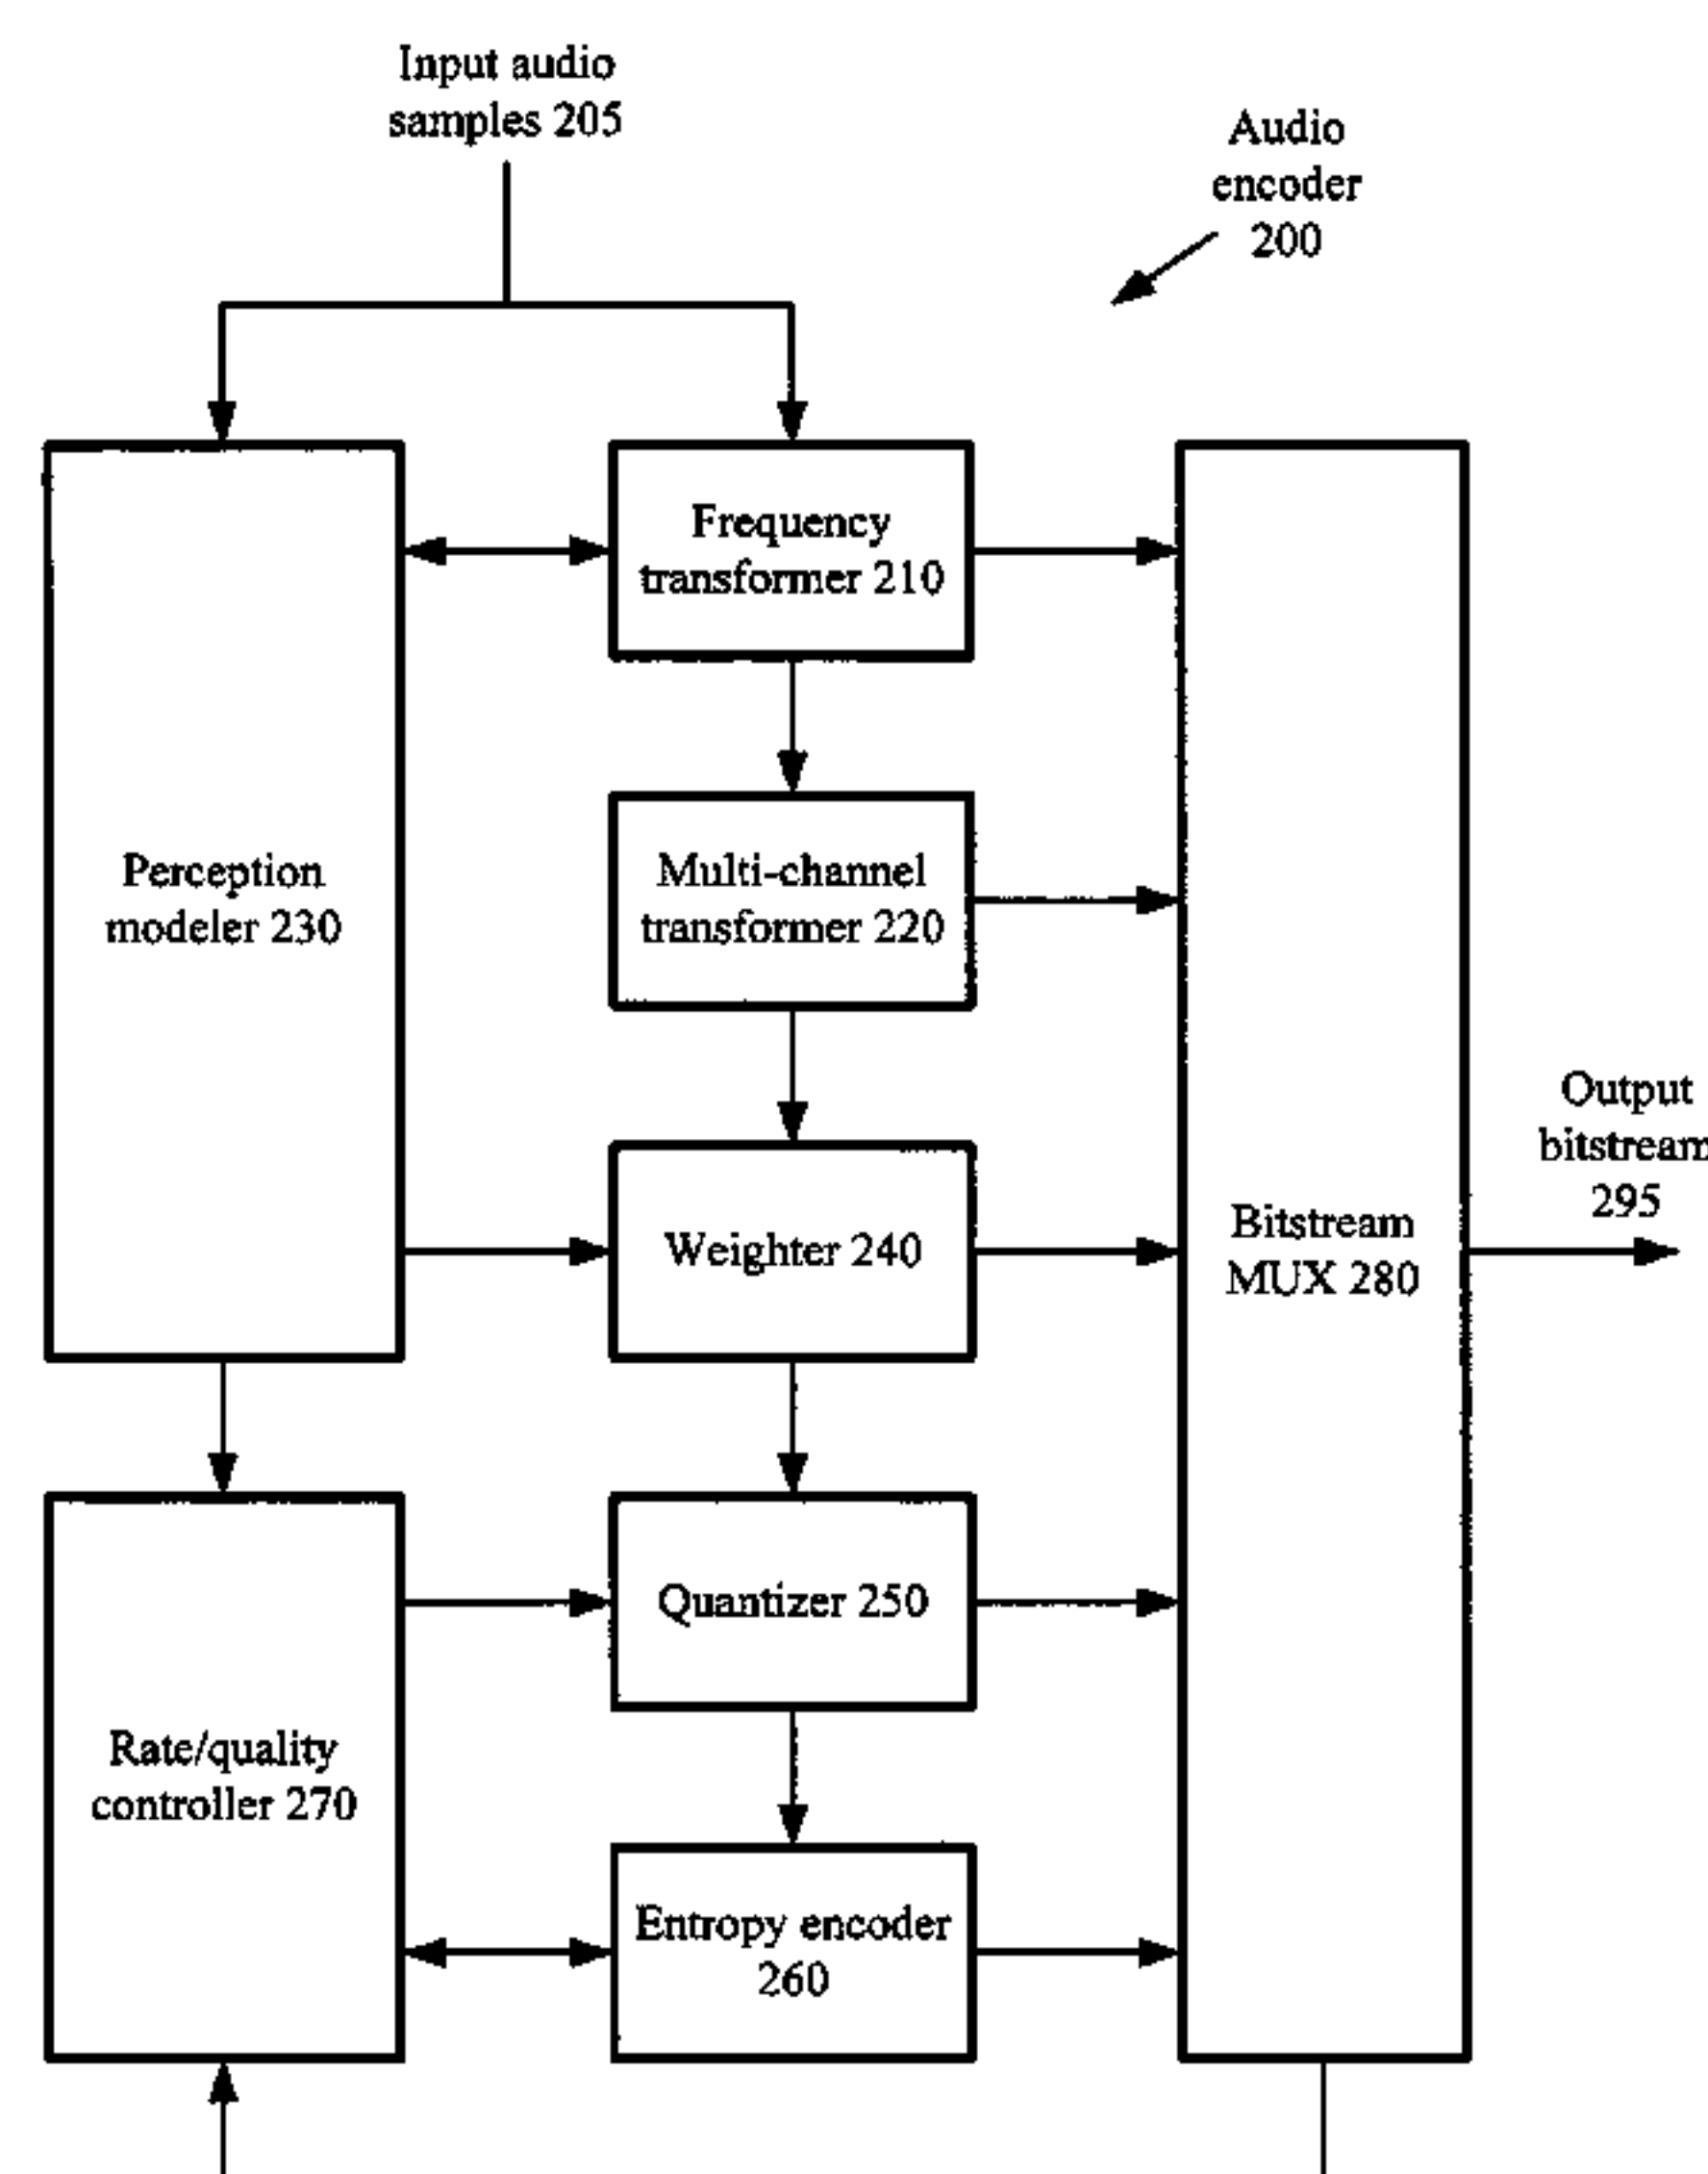 Input audio
samples 205
Audio
encoder
200
Frequency
transformer 210
Perception
modeler 230
Multi-channel
transformer 220
Output
bitstream
295
Weighter 240
Bitstream
MUX 280
Quantizer 250
Rate/quality
controller 270
Entropy encoder
260